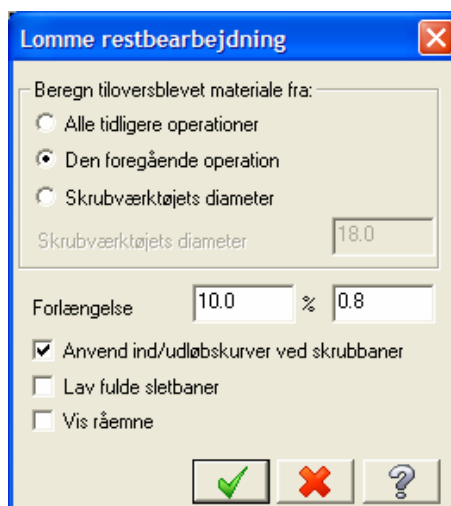 Lomme restbearbejdning
Beregn tiloversblevet materiale fra:
Alle tidligere operationer
Den foregående operation
Skrubværktøjets diameter
Skrubværktøjets diameter 18.0
Forlængelse 10.0 % 0.8
Anvend ind/udløbskurver ved skrubbaner
Lav fulde sletbaner
Vis råemne